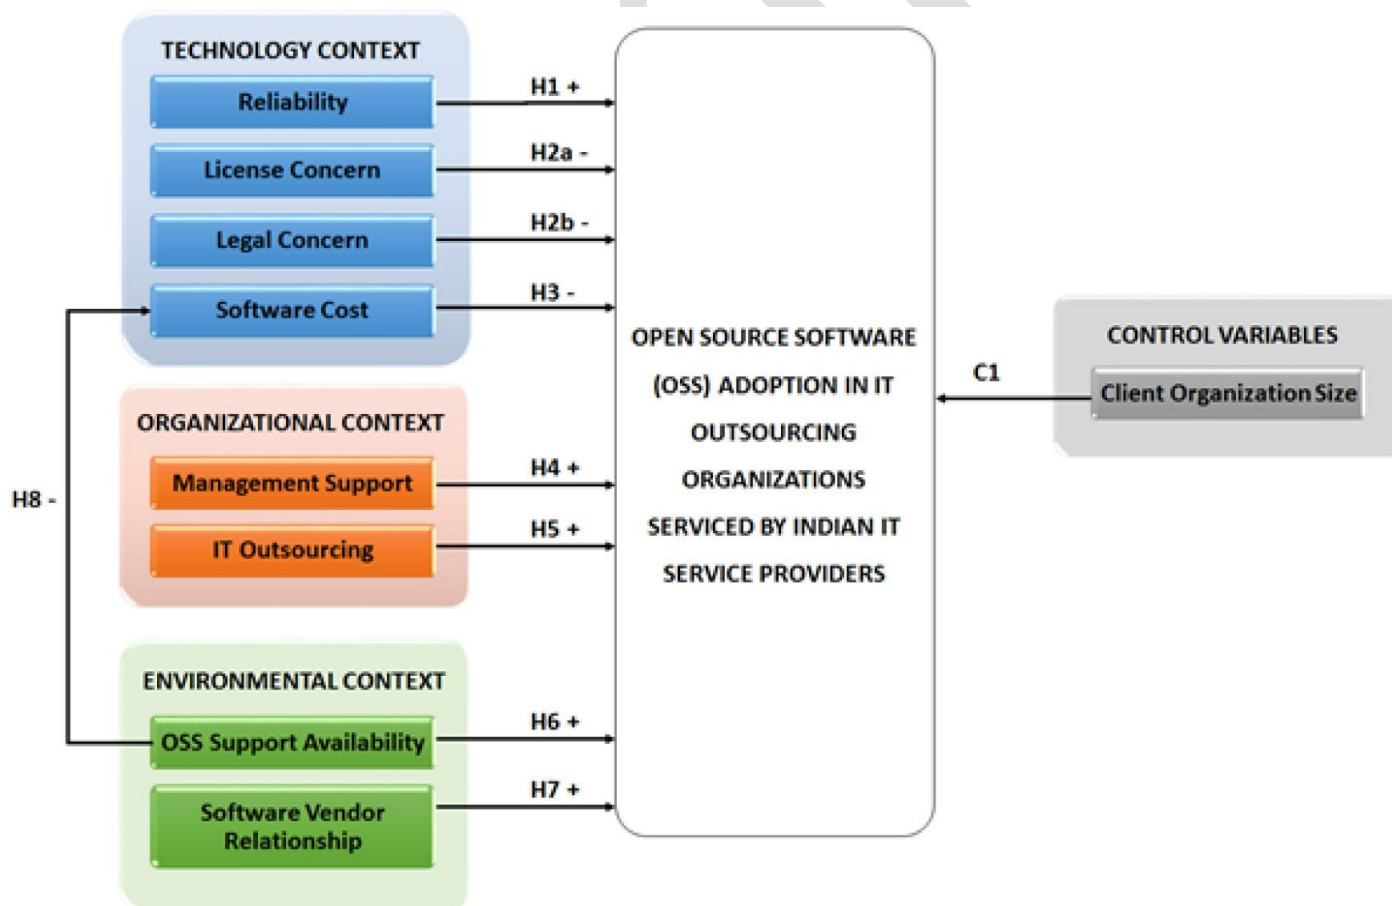 TECHNOLOGY CONTEXT
Reliability
H1 +
License Concern
H2a -
Legal Concern
H2b -
Software Cost
H3 -
ORGANIZATIONAL CONTEXT
Management Support
H4 +
IT Outsourcing
H5 +
H8 -
ENVIRONMENTAL CONTEXT
OSS Support Availability
H6 +
Software Vendor
Relationship
H7 +
OPEN SOURCE SOFTWARE
(OSS) ADOPTION IN IT
OUTSOURCING
ORGANIZATIONS
SERVICED BY INDIAN IT
SERVICE PROVIDERS
C1
CONTROL VARIABLES
Client Organization Size